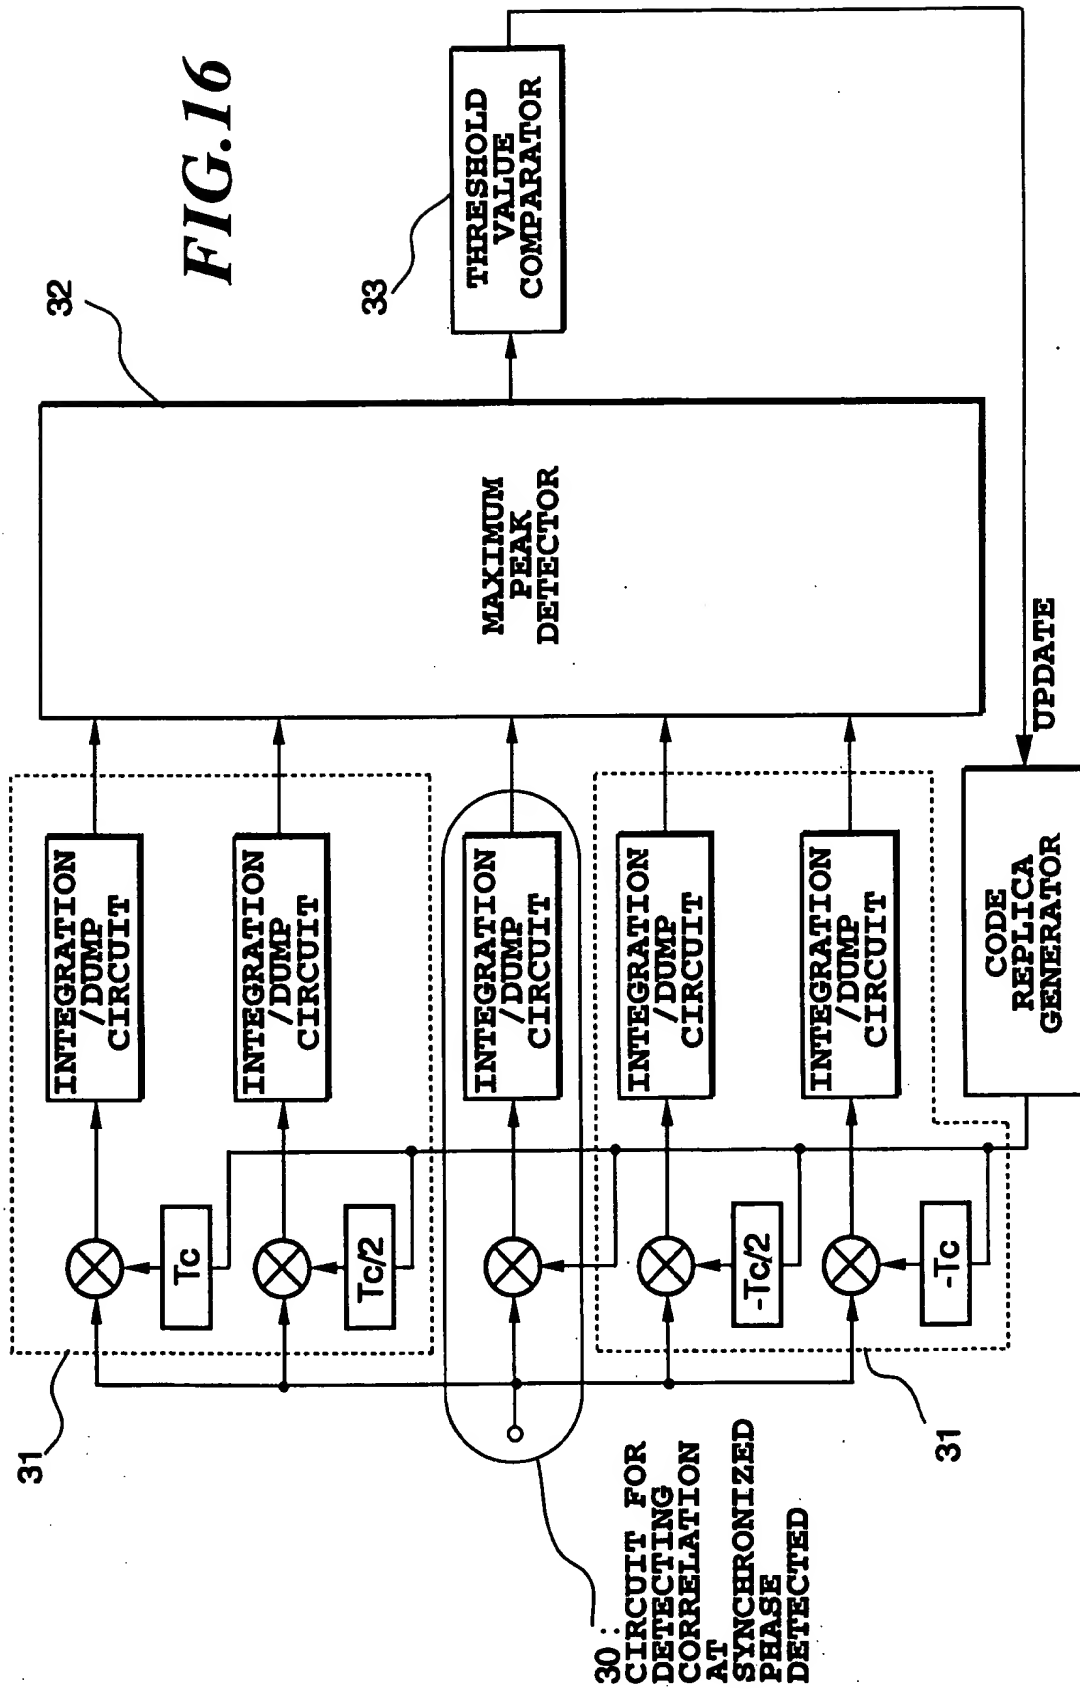 FIG.16
31
INTEGRATION
/DUMP
CIRCUIT
Tc
INTEGRATION
/DUMP
CIRCUIT
Tc/2
30 :
CIRCUIT FOR
DETECTING
CORRELATION
AT
SYNCHRONIZED
PHASE
DETECTED
INTEGRATION
/DUMP
CIRCUIT
INTEGRATION
/DUMP
CIRCUIT
-Tc/2
INTEGRATION
/DUMP
CIRCUIT
-Tc
31
CODE
REPLICA
GENERATOR
UPDATE
32
MAXIMUM
PEAK
DETECTOR
33
THRESHOLD
VALUE
COMPARATOR